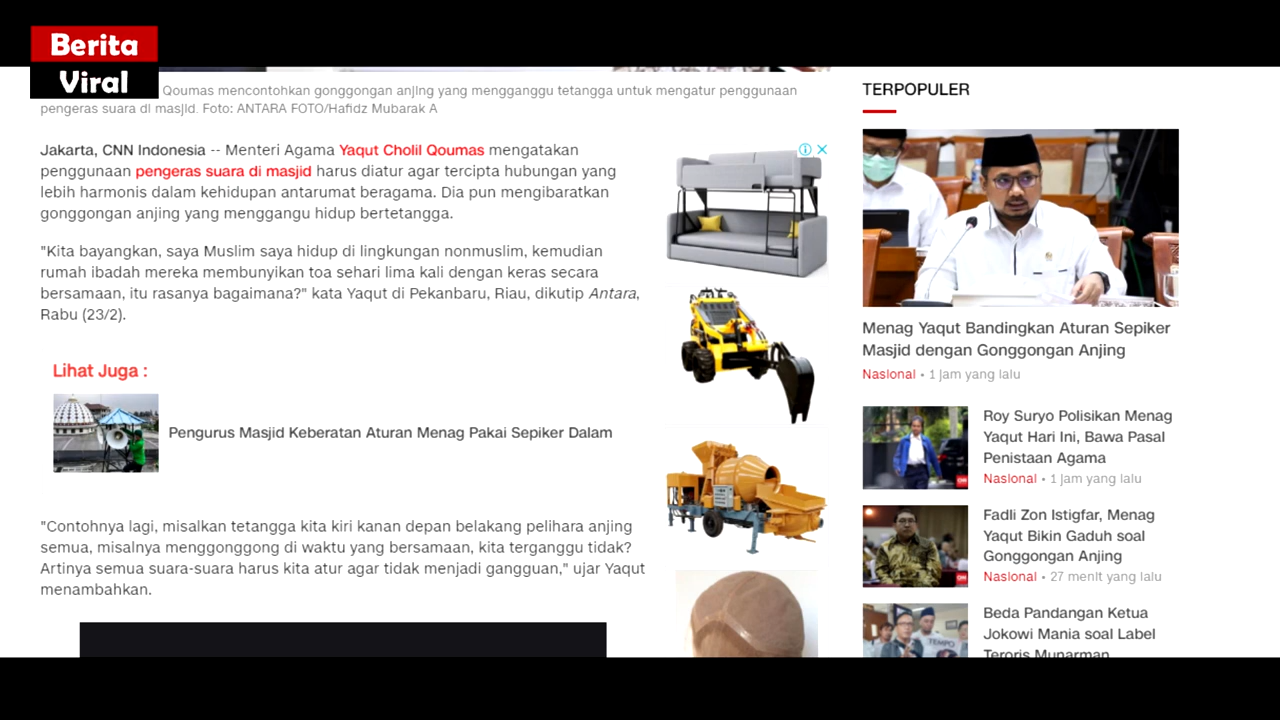 Berita
Viral
Qoumas mencontohkan gonggongan anjing yang mengganggu tetangga untuk mengatur penggunaan
pengeras suara di masjid. Foto: ANTARA FOTO/Hafidz Mubarak A
Jakarta, CNN Indonesia -- Menteri Agama Yaqut Cholil Qoumas mengatakan
penggunaan pengeras suara di masjid harus diatur agar tercipta hubungan yang
lebih harmonis dalam kehidupan antarumat beragama. Dia pun mengibaratkan
gonggongan anjing yang menggangu hidup bertetangga.
"Kita bayangkan, saya Muslim saya hidup di lingkungan nonmuslim, kemudian
rumah ibadah mereka membunyikan toa sehari lima kali dengan keras secara
bersamaan, itu rasanya bagaimana?" kata Yaqut di Pekanbaru, Riau, dikutip Antara,
Rabu (23/2).
Lihat Juga :
Pengurus Masjid Keberatan Aturan Menag Pakai Sepiker Dalam
"Contohnya lagi, misalkan tetangga kita kiri kanan depan belakang pelihara anjing
semua, misalnya menggonggong di waktu yang bersamaan, kita terganggu tidak?
Artinya semua suara-suara harus kita atur agar tidak menjadi gangguan," ujar Yaqut
menambahkan.
TERPOPULER
Menag Yaqut Bandingkan Aturan Sepiker
Masjid dengan Gonggongan Anjing
Nasional • 1 jam yang lalu
Roy Suryo Polisikan Menag
Yaqut Hari Ini, Bawa Pasal
Penistaan Agama
Nasional • 1 jam yang lalu
Fadli Zon Istigfar, Menag
Yaqut Bikin Gaduh soal
Gonggongan Anjing
Nasional • 27 menit yang lalu
Beda Pandangan Ketua
Jokowi Mania soal Label
Teroris Munarman
TEMPO